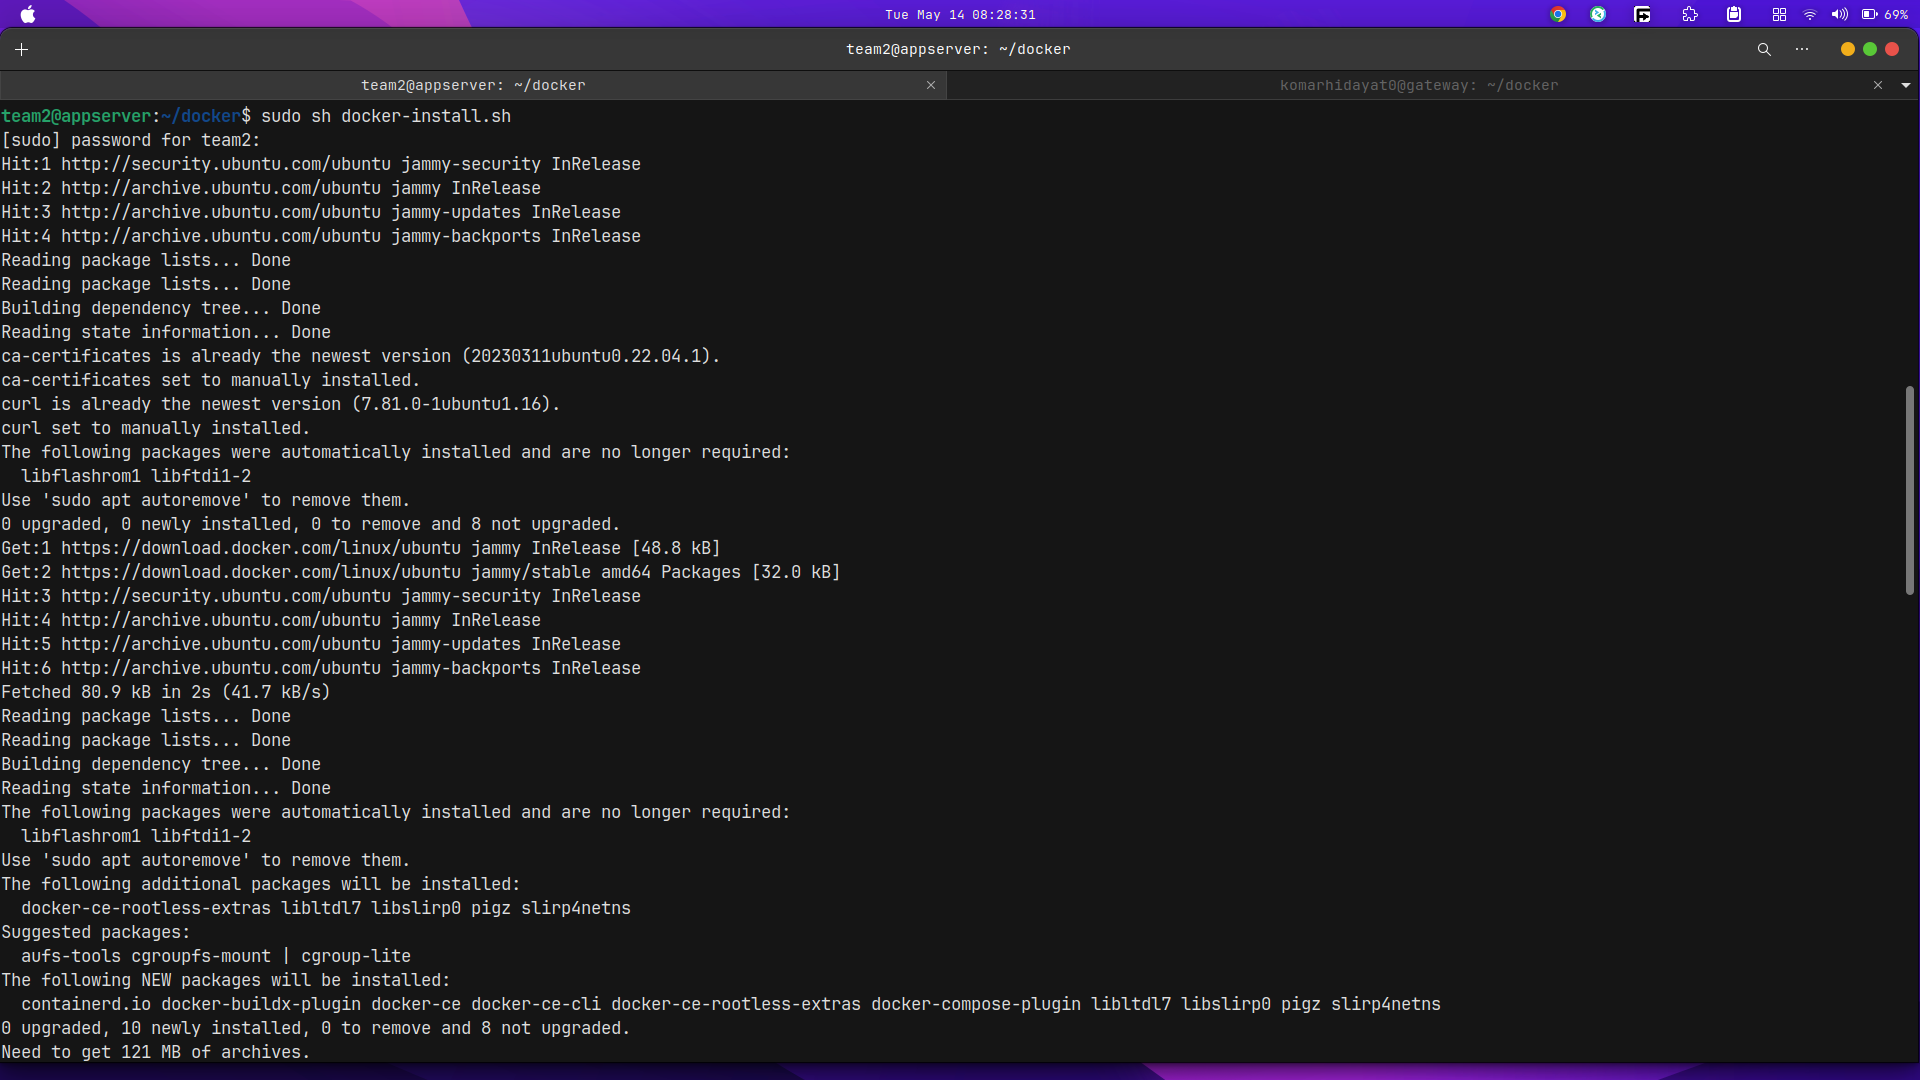 Tue May 14 08:28:31
69%
team2@appserver: ~/docker
team2@appserver: ~/docker
komarhidayat0@gateway: ~/docker
team2@appserver:~/docker$ sudo sh docker-install.sh
[sudo] password for team2:
Hit:1 http://security.ubuntu.com/ubuntu jammy-security InRelease
Hit:2 http://archive.ubuntu.com/ubuntu jammy InRelease
Hit:3 http://archive.ubuntu.com/ubuntu jammy-updates InRelease
Hit:4 http://archive.ubuntu.com/ubuntu jammy-backports InRelease
Reading package lists... Done
Reading package lists... Done
Building dependency tree... Done
Reading state information... Done
ca-certificates is already the newest version (20230311ubuntu0.22.04.1).
ca-certificates set to manually installed.
curl is already the newest version (7.81.0-1ubuntu1.16).
curl set to manually installed.
The following packages were automatically installed and are no longer required:
  libflashrom1 libftdi1-2
Use 'sudo apt autoremove' to remove them.
0 upgraded, 0 newly installed, 0 to remove and 8 not upgraded.
Get:1 https://download.docker.com/linux/ubuntu jammy InRelease [48.8 kB]
Get:2 https://download.docker.com/linux/ubuntu jammy/stable amd64 Packages [32.0 kB]
Hit:3 http://security.ubuntu.com/ubuntu jammy-security InRelease
Hit:4 http://archive.ubuntu.com/ubuntu jammy InRelease
Hit:5 http://archive.ubuntu.com/ubuntu jammy-updates InRelease
Hit:6 http://archive.ubuntu.com/ubuntu jammy-backports InRelease
Fetched 80.9 kB in 2s (41.7 kB/s)
Reading package lists... Done
Reading package lists... Done
Building dependency tree... Done
Reading state information... Done
The following packages were automatically installed and are no longer required:
  libflashrom1 libftdi1-2
Use 'sudo apt autoremove' to remove them.
The following additional packages will be installed:
  docker-ce-rootless-extras libltdl7 libslirp0 pigz slirp4netns
Suggested packages:
  aufs-tools cgroupfs-mount | cgroup-lite
The following NEW packages will be installed:
  containerd.io docker-buildx-plugin docker-ce docker-ce-cli docker-ce-rootless-extras docker-compose-plugin libltdl7 libslirp0 pigz slirp4netns
0 upgraded, 10 newly installed, 0 to remove and 8 not upgraded.
Need to get 121 MB of archives.